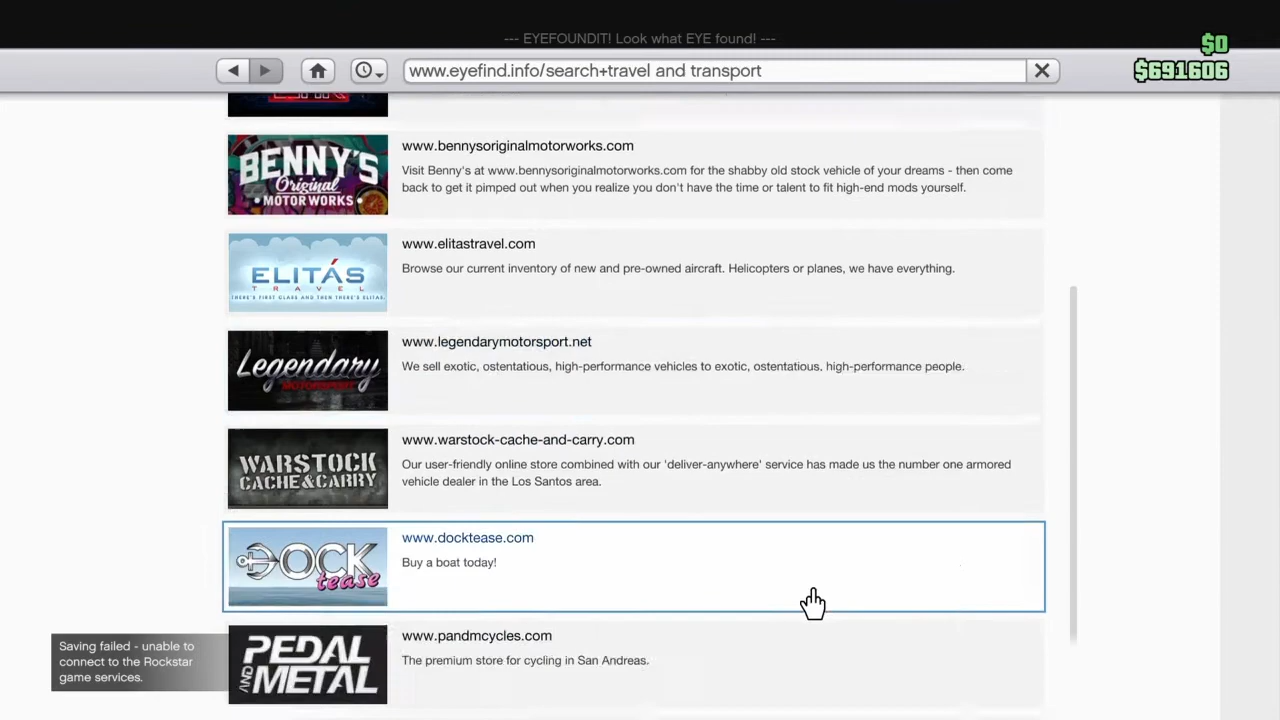 --- EYEFOUNDIT! Look what EYE found! ---
$0
www.eyefind.info/search+travel and transport
$691606
BENNY'S
Original
MOTOR WORKS
www.bennysoriginalmotorworks.com
Visit Benny's at www.bennysoriginalmotorworks.com for the shabby old stock vehicle of your dreams - then come
back to get it pimped out when you realize you don't have the time or talent to fit high-end mods yourself.
ELITÁS
TRAVEL
THERE'S FIRST CLASS AND THEN THERE'S ELITAS.
www.elitastravel.com
Browse our current inventory of new and pre-owned aircraft. Helicopters or planes, we have everything.
Legendary
MOTORSPORT
www.legendarymotorsport.net
We sell exotic, ostentatious, high-performance vehicles to exotic, ostentatious, high-performance people.
WARSTOCK
CACHE&CARRY
www.warstock-cache-and-carry.com
Our user-friendly online store combined with our 'deliver-anywhere' service has made us the number one armored
vehicle dealer in the Los Santos area.
DOCK
tease
www.docktease.com
Buy a boat today!
PEDAL
AND
METAL
www.pandmcycles.com
The premium store for cycling in San Andreas.
Saving failed - unable to
connect to the Rockstar
game services.